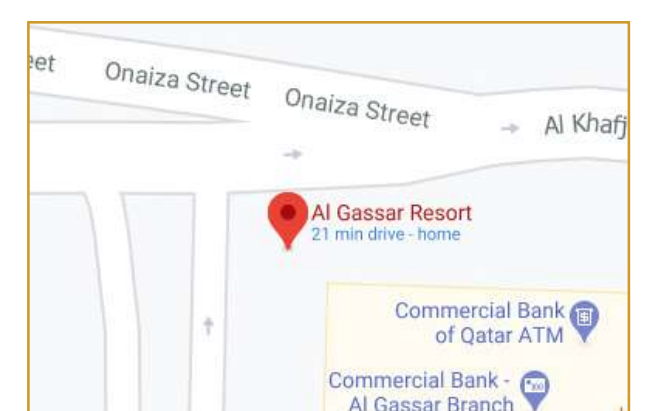 Onaiza Street
Onaiza Street
Al Khafj
Al Gassar Resort
21 min drive - home
Commercial Bank
of Qatar ATM
Commercial Bank -
Al Gassar Branch